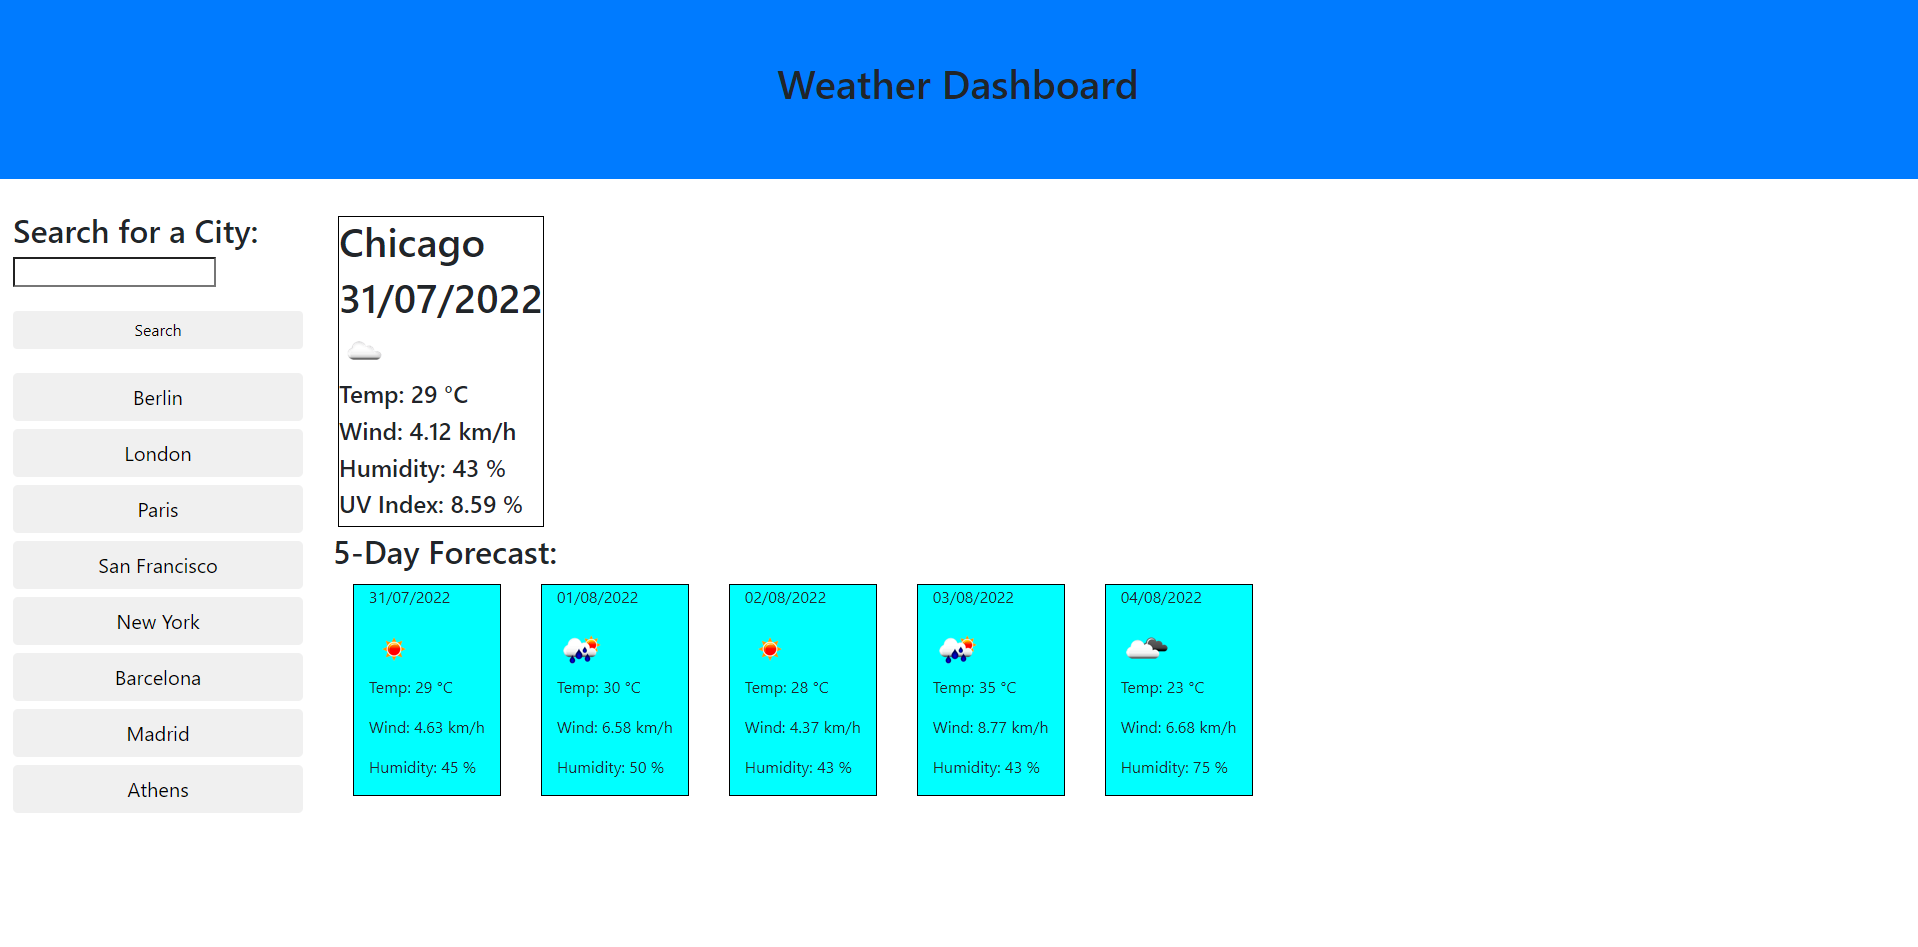 Weather Dashboard
Search for a City:
Search
Berlin
London
Paris
San Francisco
New York
Barcelona
Madrid
Athens
Chicago
31/07/2022
Temp: 29 °C
Wind: 4.12 km/h
Humidity: 43 %
UV Index: 8.59 %
5-Day Forecast:
31/07/2022
Temp: 29 °C
Wind: 4.63 km/h
Humidity: 45 %
01/08/2022
Temp: 30 °C
Wind: 6.58 km/h
Humidity: 50 %
02/08/2022
Temp: 28 °C
Wind: 4.37 km/h
Humidity: 43 %
03/08/2022
Temp: 35 °C
Wind: 8.77 km/h
Humidity: 43 %
04/08/2022
Temp: 23 °C
Wind: 6.68 km/h
Humidity: 75 %